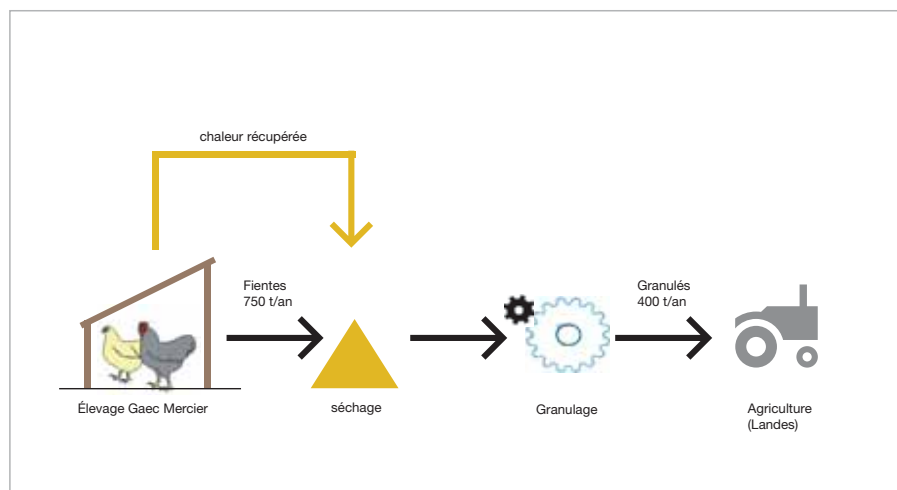 chaleur récupérée
Fientes
750 t/an
Granulés
400 t/an
Élevage Gaec Mercier
séchage
Granulage
Agriculture
(Landes)